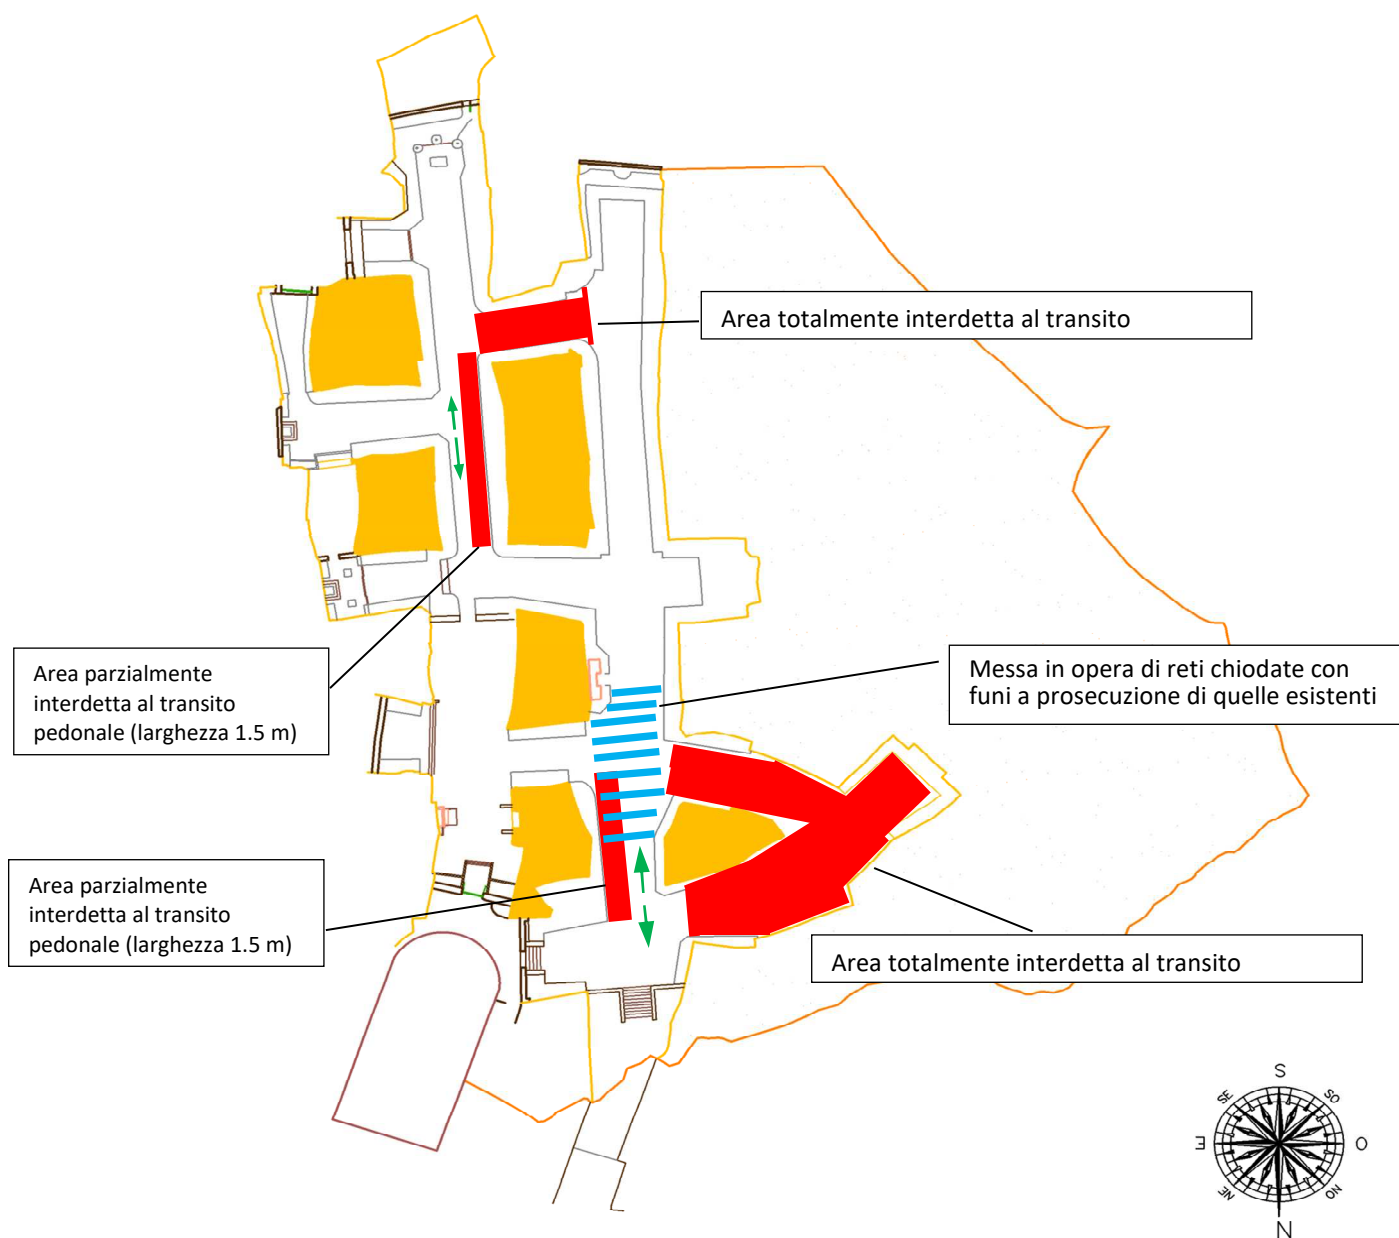 Area totalmente interdetta al transito
Area parzialmente
interdetta al transito
pedonale (larghezza 1.5 m)
Messa in opera di reti chiodate con
funi a prosecuzione di quelle esistenti
Area parzialmente
interdetta al transito
pedonale (larghezza 1.5 m)
Area totalmente interdetta al transito
S
SE
SO
E
O
NE
NO
N